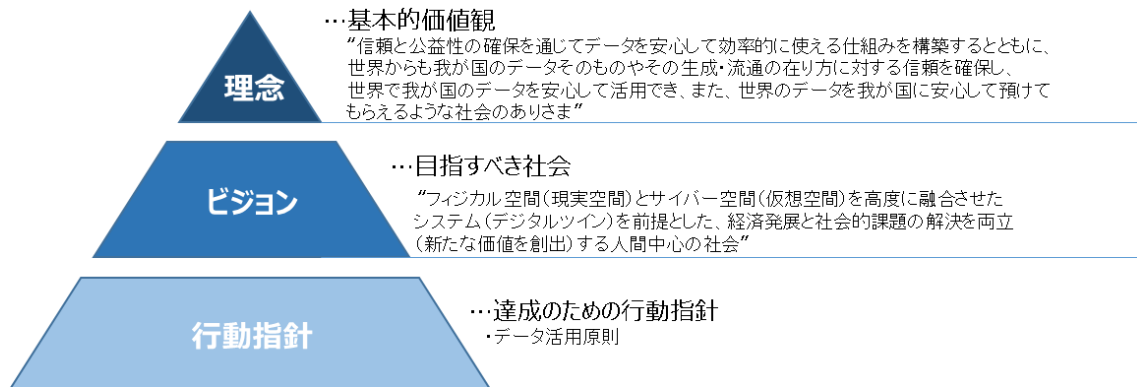 …基本的価値観
“信頼と公益性の確保を通じてデータを安心して効率的に使える仕組みを構築するとともに、
世界からも我が国のデータそのものやその生成・流通の在り方に対する信頼を確保し、
世界で我が国のデータを安心して活用でき、また、世界のデータを我が国に安心して預けて
もらえるような社会のありさま”
理念
…目指すべき社会
“フィジカル空間(現実空間)とサイバー空間(仮想空間)を高度に融合させた
システム(デジタルツイン)を前提とした、経済発展と社会的課題の解決を両立
(新たな価値を創出)する人間中心の社会”
ビジョン
…達成のための行動指針
・データ活用原則
行動指針